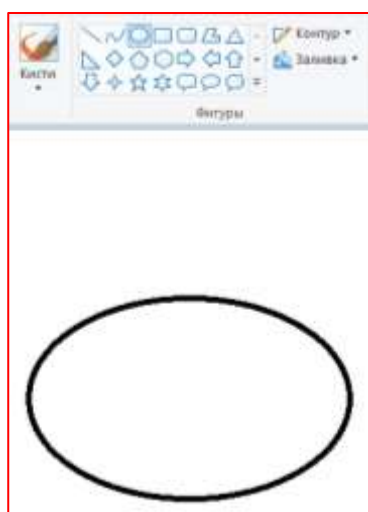 Контур
Кисти
Заливка
Фигуры